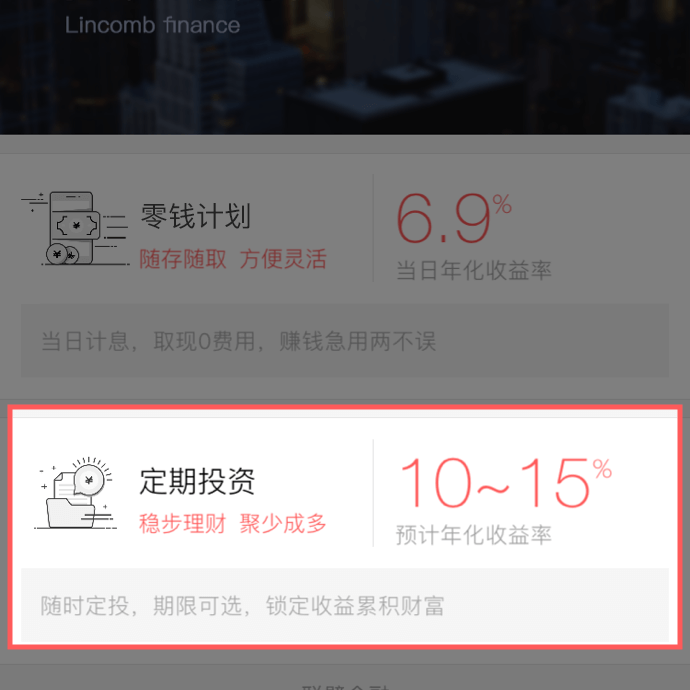 Lincomb finance
零钱计划
随存随取 方便灵活
6.9%
当日年化收益率
当日计息，取现0费用，赚钱急用两不误
定期投资
稳步理财 聚少成多
10~15%
预计年化收益率
随时定投，期限可选，锁定收益累积财富